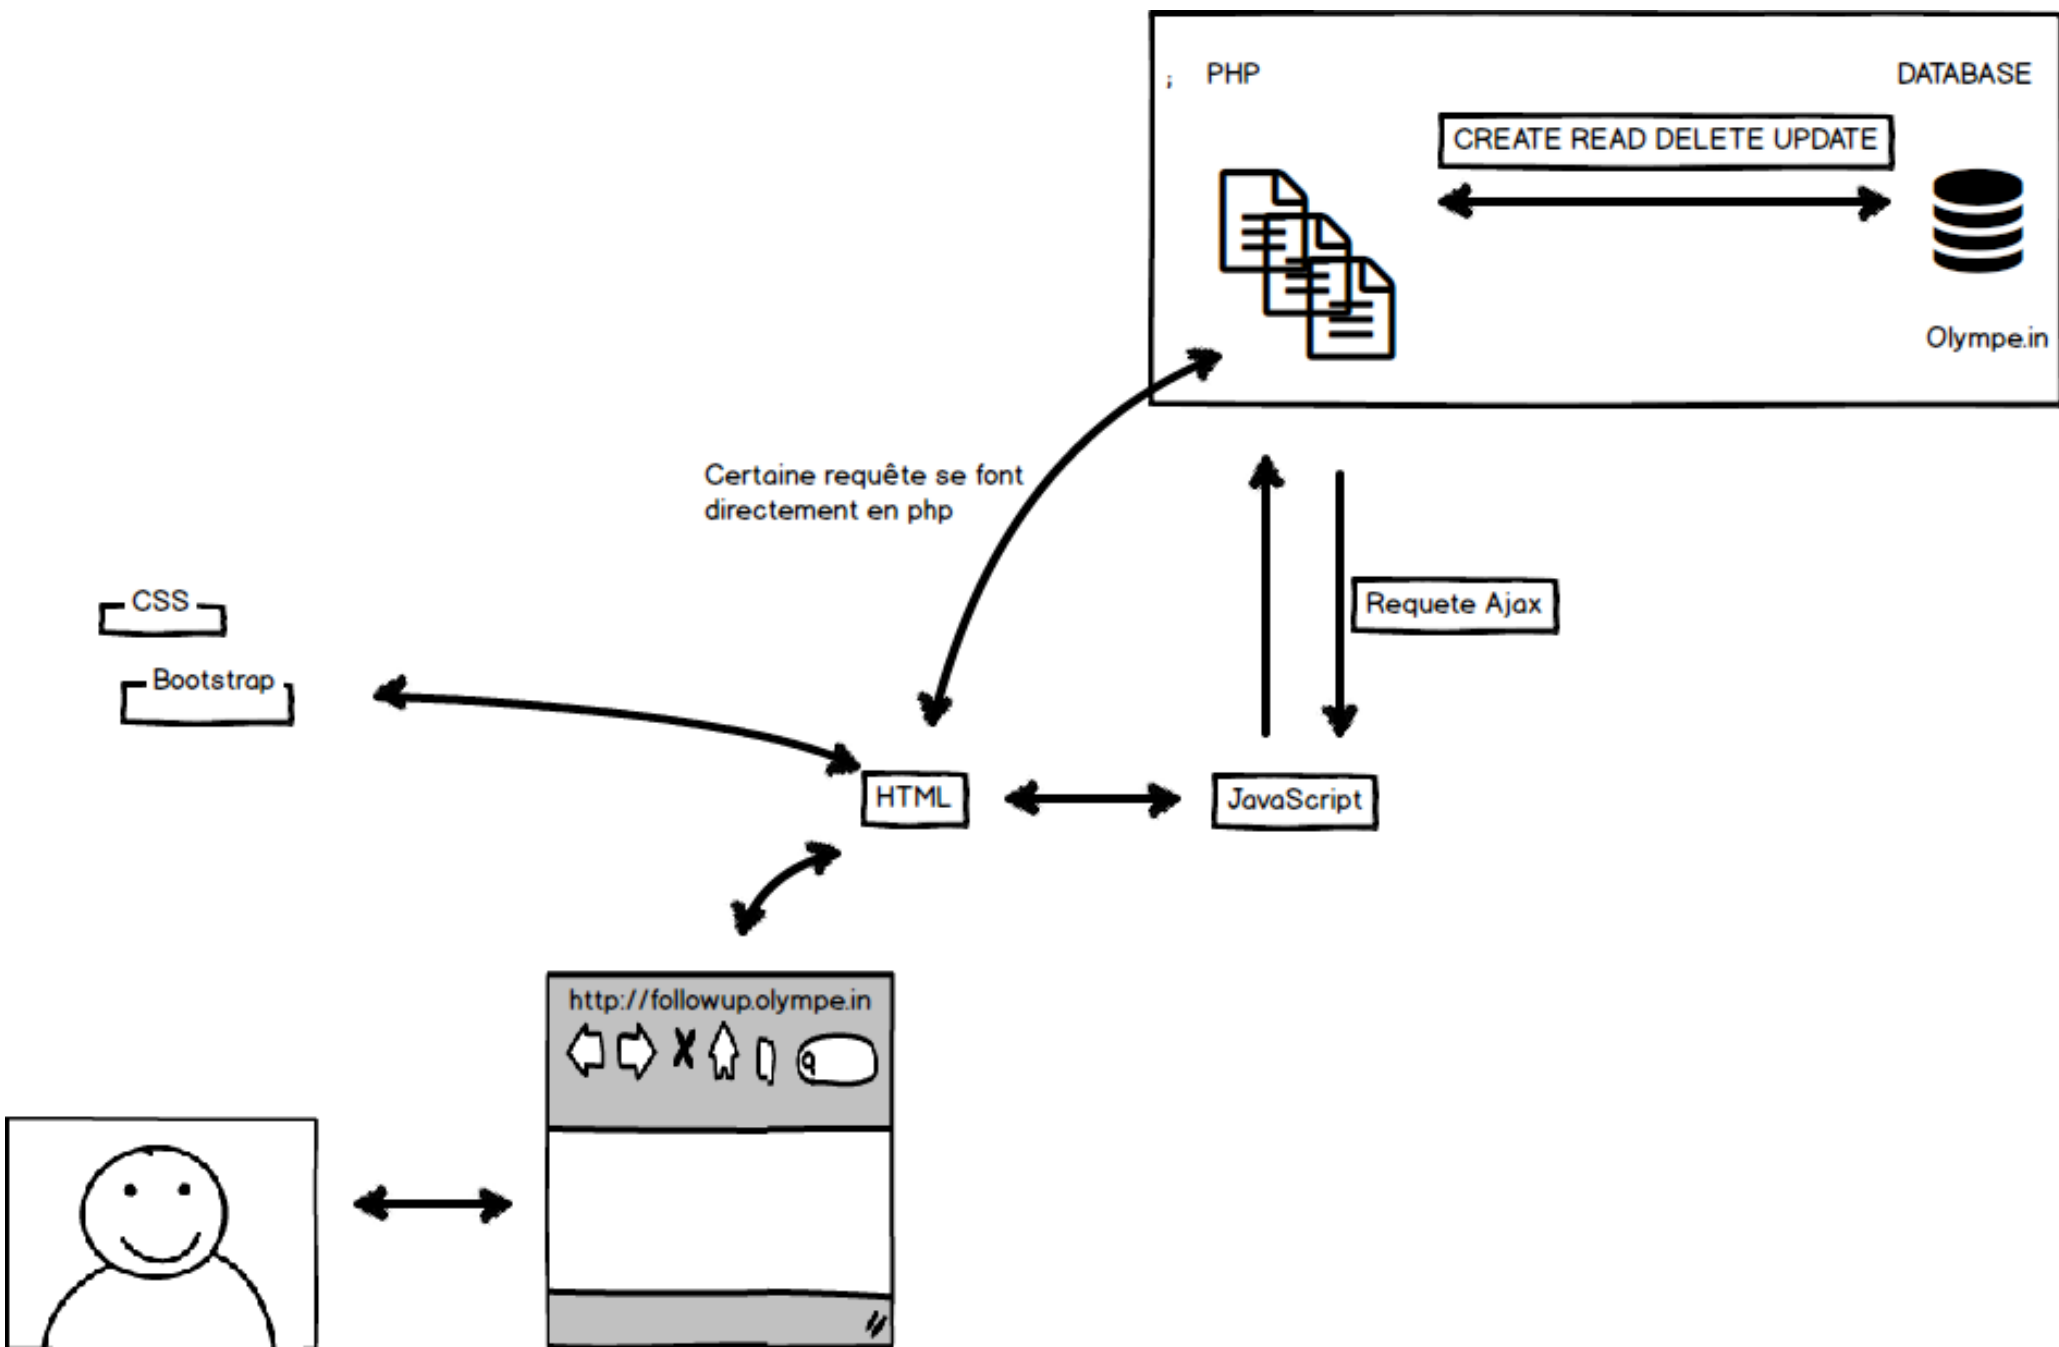 ; PHP
DATABASE
CREATE READ DELETE UPDATE
Olympe.in
Certaine requête se font
directement en php
CSS
Requete Ajax
Bootstrap
HTML
JavaScript
http://followup.olympe.in